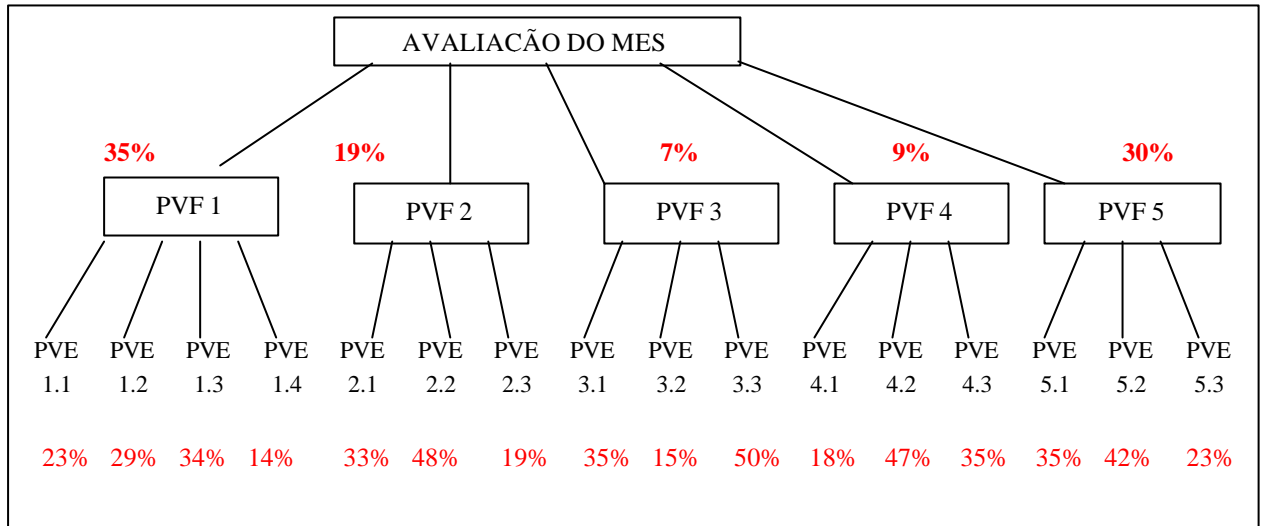 AVALIACÃO DO MES
35% 19% 7% 9% 30%
PVF 1 PVF 2 PVF 3 PVF 4 PVF 5
PVE PVE PVE PVE PVE PVE PVE PVE PVE PVE PVE PVE PVE PVE PVE PVE
1.1 1.2 1.3 1.4 2.1 2.2 2.3 3.1 3.2 3.3 4.1 4.2 4.3 5.1 5.2 5.3
23% 29% 34% 14% 33% 48% 19% 35% 15% 50% 18% 47% 35% 35% 42% 23%